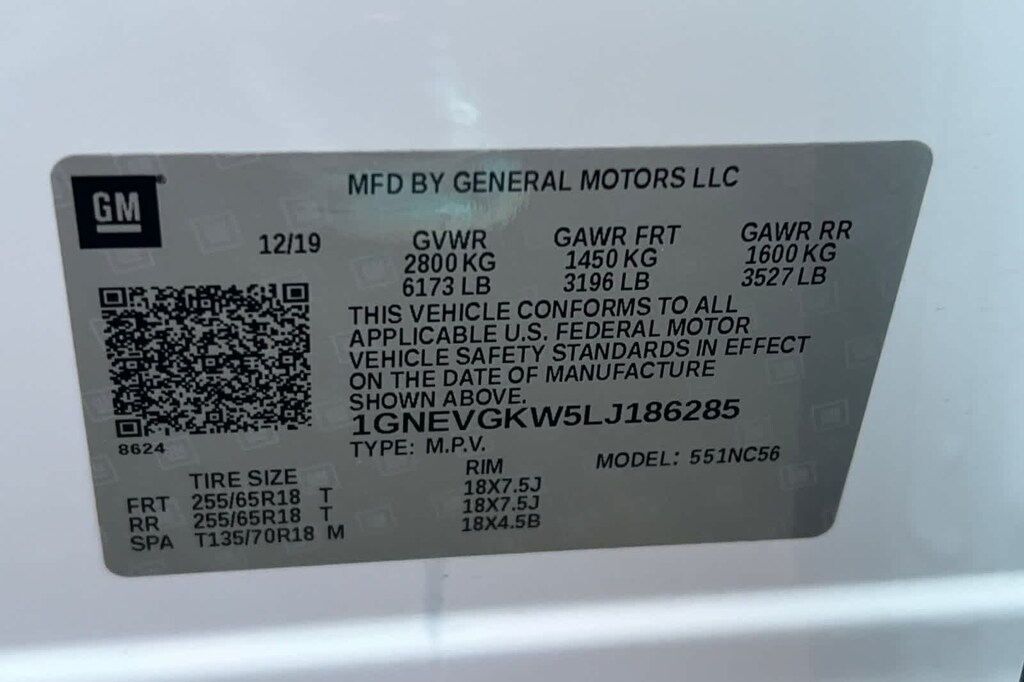 GM
MFD BY GENERAL MOTORS LLC
12/19
GVWR
2800 KG
6173 LB
GAWR FRT
1450 KG
3196 LB
GAWR RR
1600 KG
3527 LB
THIS VEHICLE CONFORMS TO ALL
APPLICABLE U.S. FEDERAL MOTOR
VEHICLE SAFETY STANDARDS IN EFFECT
ON THE DATE OF MANUFACTURE
SHOWN ABOVE.
1GNEVGKW5LJ186285
8624
TYPE: M.P.V.
MODEL: 551NC56
TIRE SIZE
RIM
FRT 255/65R18 T 18X7.5J
RR 255/65R18 T 18X7.5J
SPA T135/70R18 M 18X4.5B